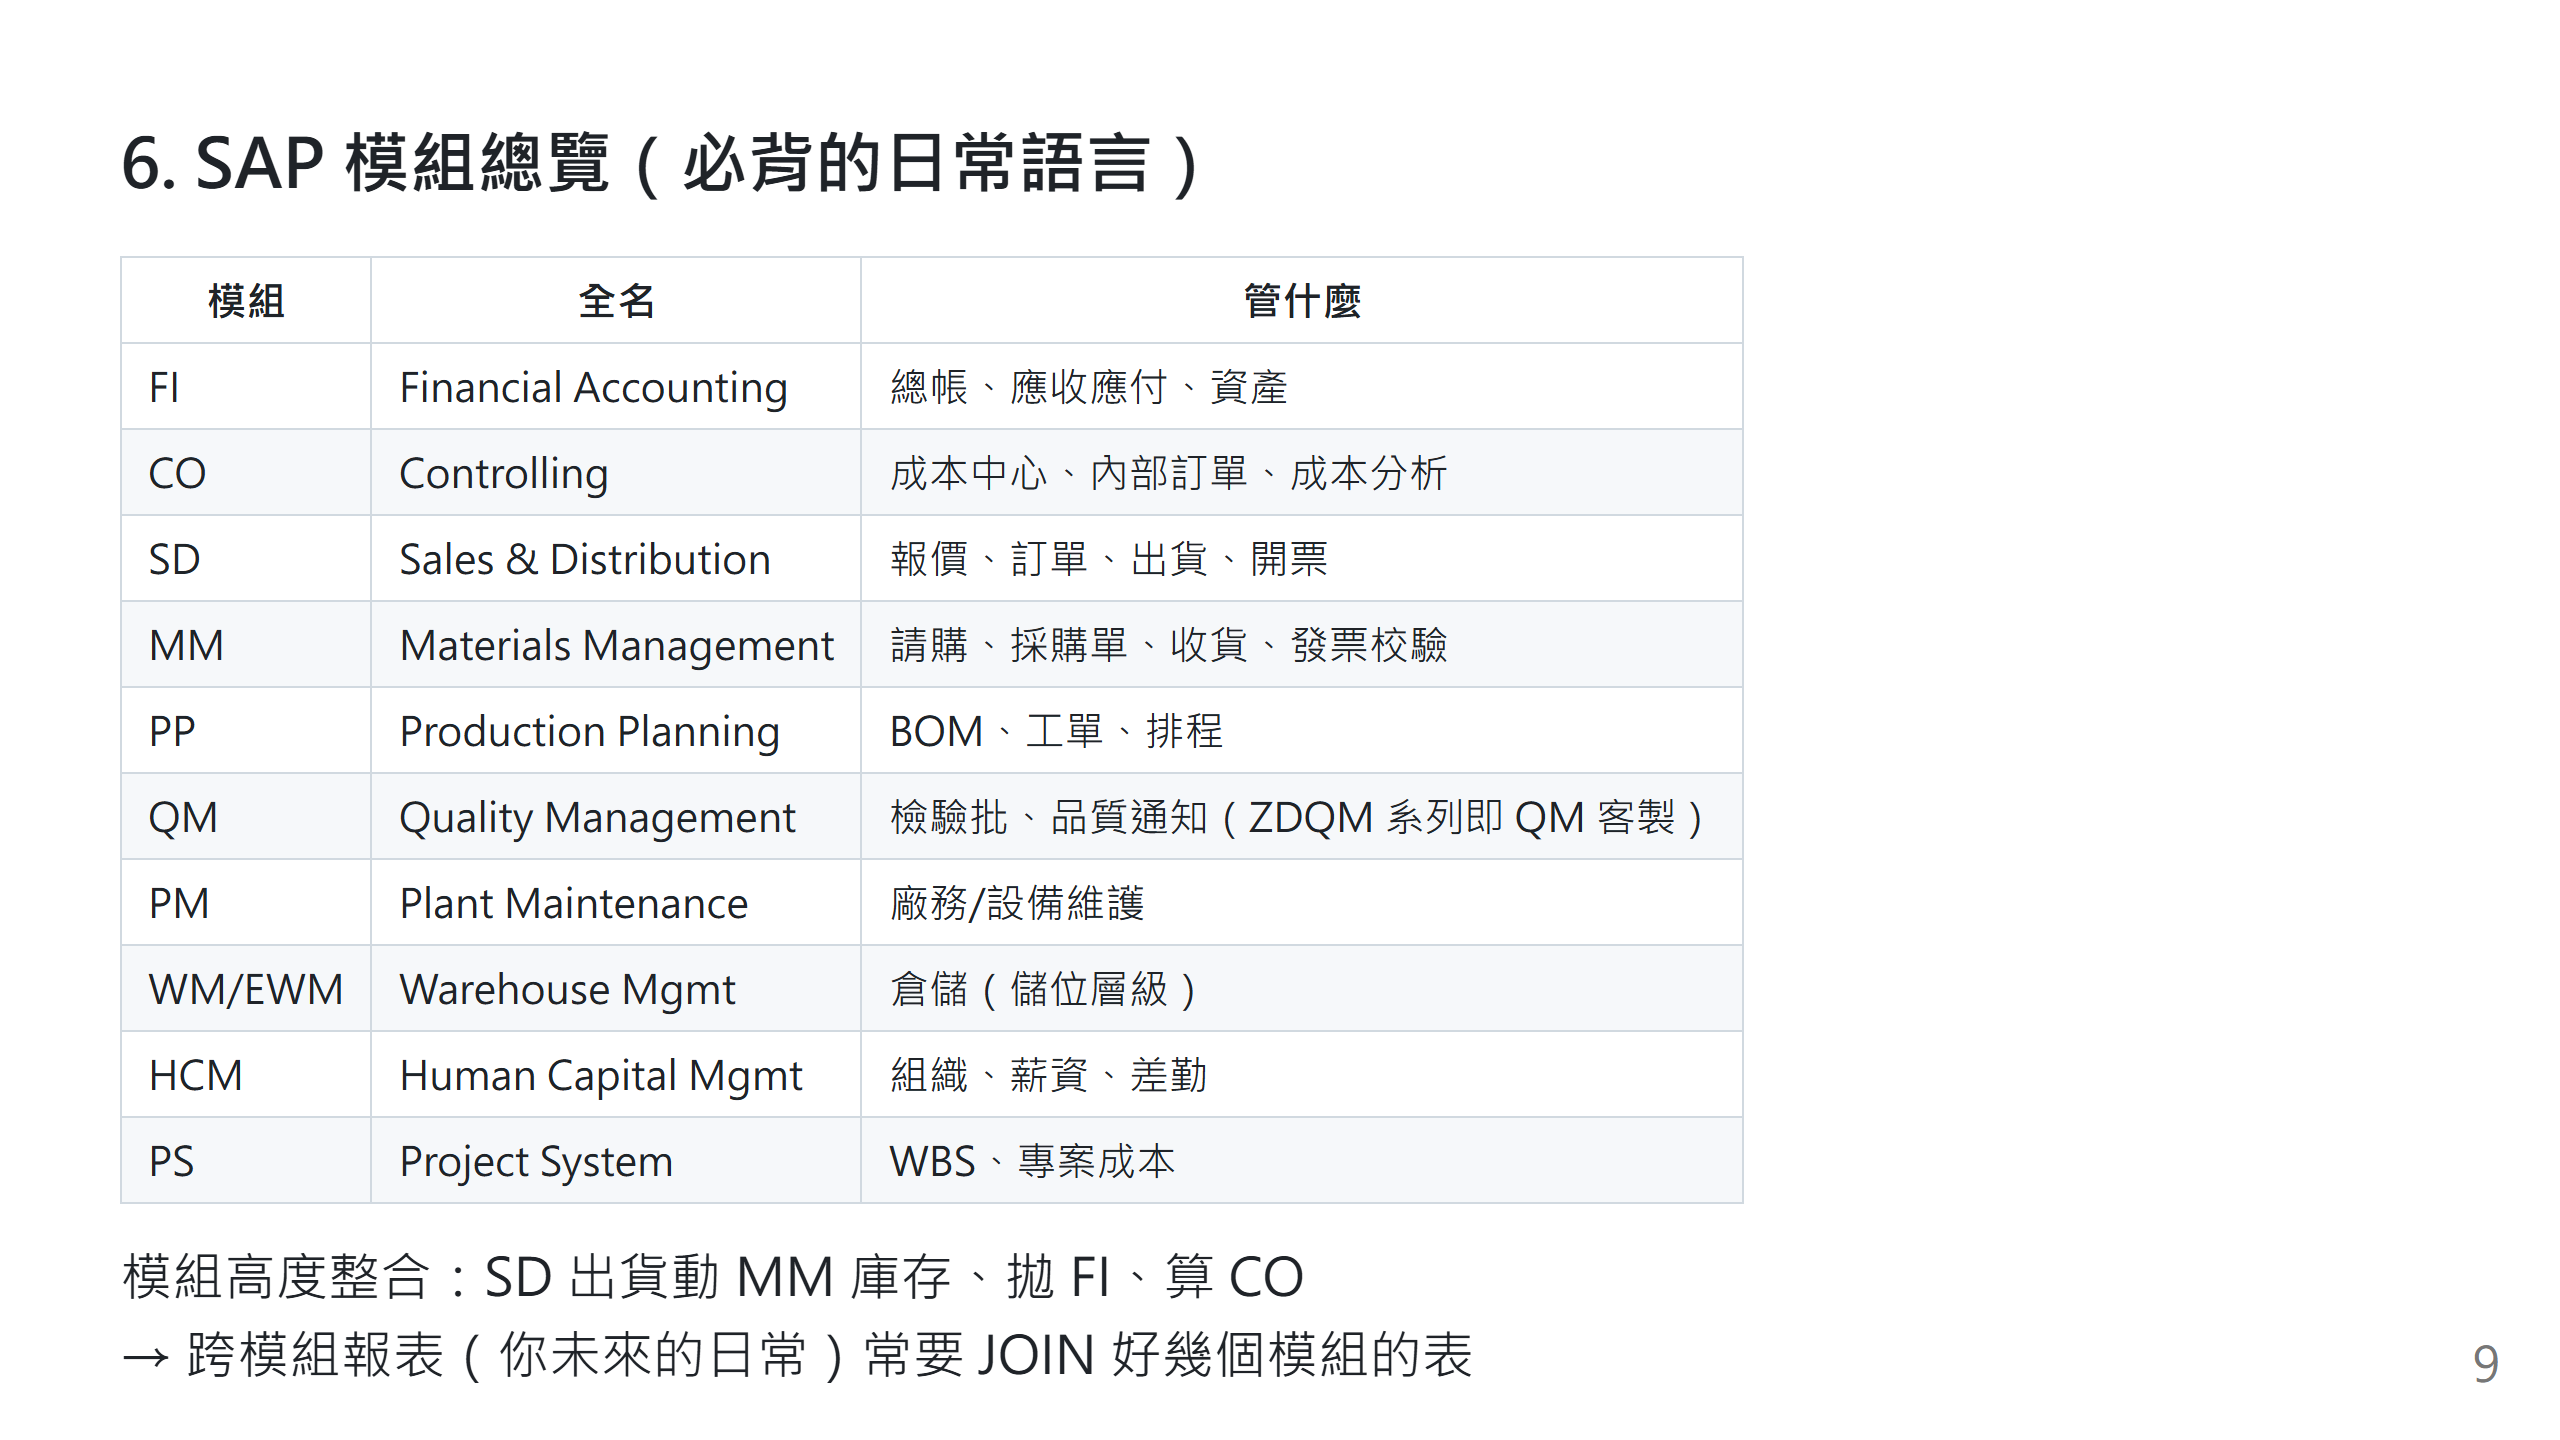 6. SAP 模組總覽（必背的日常語言）
模組 全名 管什麼
FI Financial Accounting 總帳、應收應付、資產
CO Controlling 成本中心、內部訂單、成本分析
SD Sales & Distribution 報價、訂單、出貨、開票
MM Materials Management 請購、採購單、收貨、發票校驗
PP Production Planning BOM、工單、排程
QM Quality Management 檢驗批、品質通知（ZDQM 系列即 QM 客製）
PM Plant Maintenance 廠務/設備維護
WM/EWM Warehouse Mgmt 倉儲（儲位層級）
HCM Human Capital Mgmt 組織、薪資、差勤
PS Project System WBS、專案成本
模組高度整合：SD 出貨動 MM 庫存、拋 FI、算 CO
→ 跨模組報表（你未來的日常）常要 JOIN 好幾個模組的表
9